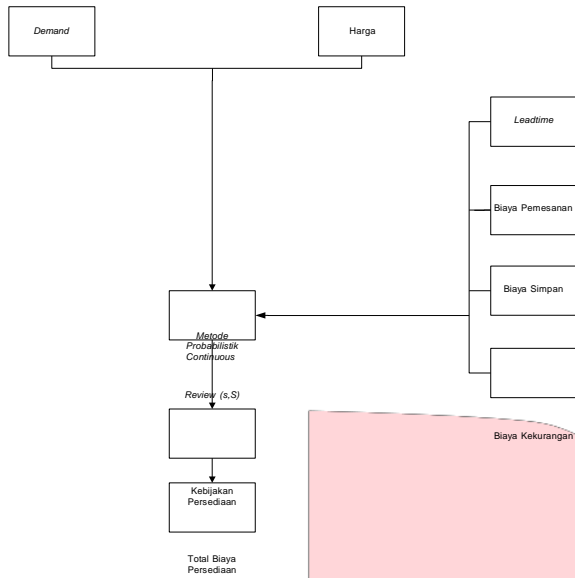 Demand
Harga
Leadtime
Biaya Pemesanan
Biaya Simpan
Metode
Probabilistik
Continuous
Review (s,S)
Biaya Kekurangan
Kebijakan
Persediaan
Total Biaya
Persediaan